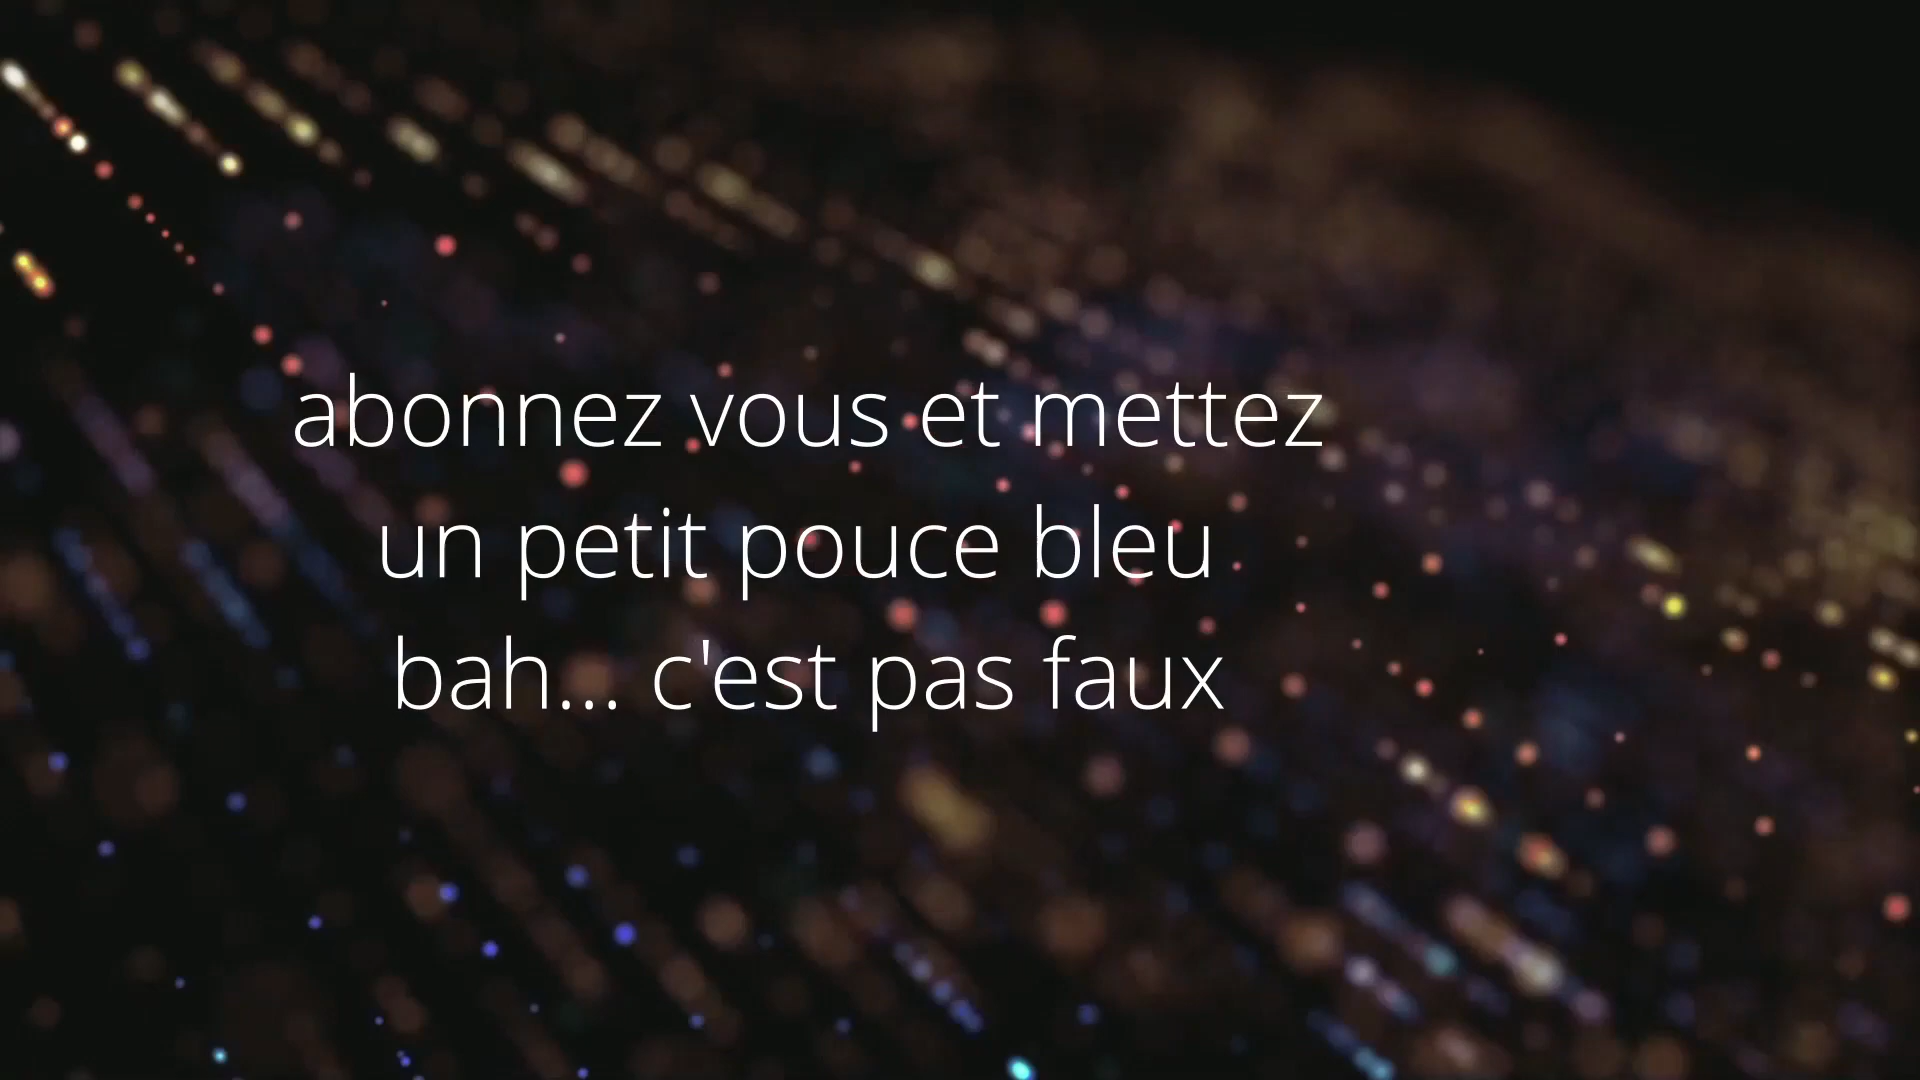 abonnez vous et mettez
un petit pouce bleu
bah... c'est pas faux